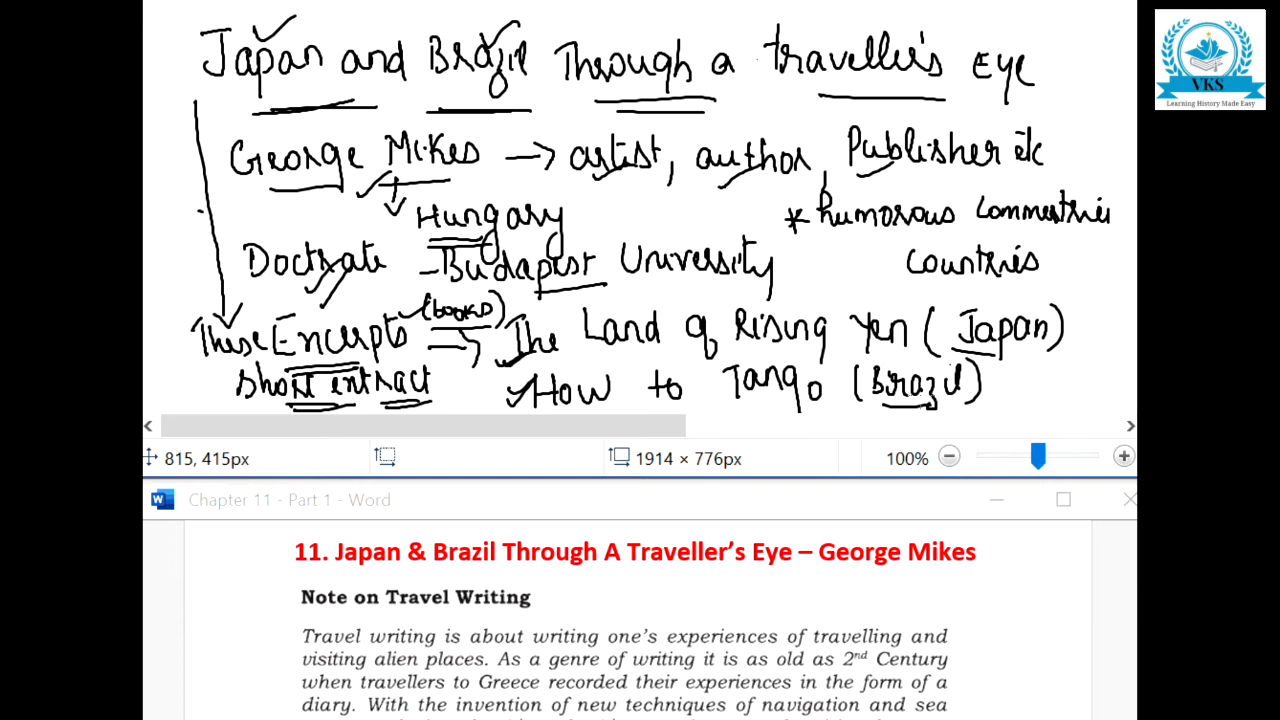 Japan and Brazil Through a traveller's Eye
VKS
Learning History Made Easy
George Mikes → artist, author, Publisher etc
Hungary
* humorous Commentries
Countries
Doctrate - Budapest University
These Excerpts (books) ⇒ The Land of Rising Yen (Japan)
Short extract How to Tango (Brazil)
815, 415px
1914 × 776px
100%
Chapter 11 - Part 1 - Word
11. Japan & Brazil Through A Traveller's Eye – George Mikes
Note on Travel Writing
Travel writing is about writing one's experiences of travelling and
visiting alien places. As a genre of writing it is as old as 2nd Century
when travellers to Greece recorded their experiences in the form of a
diary. With the invention of new techniques of navigation and sea